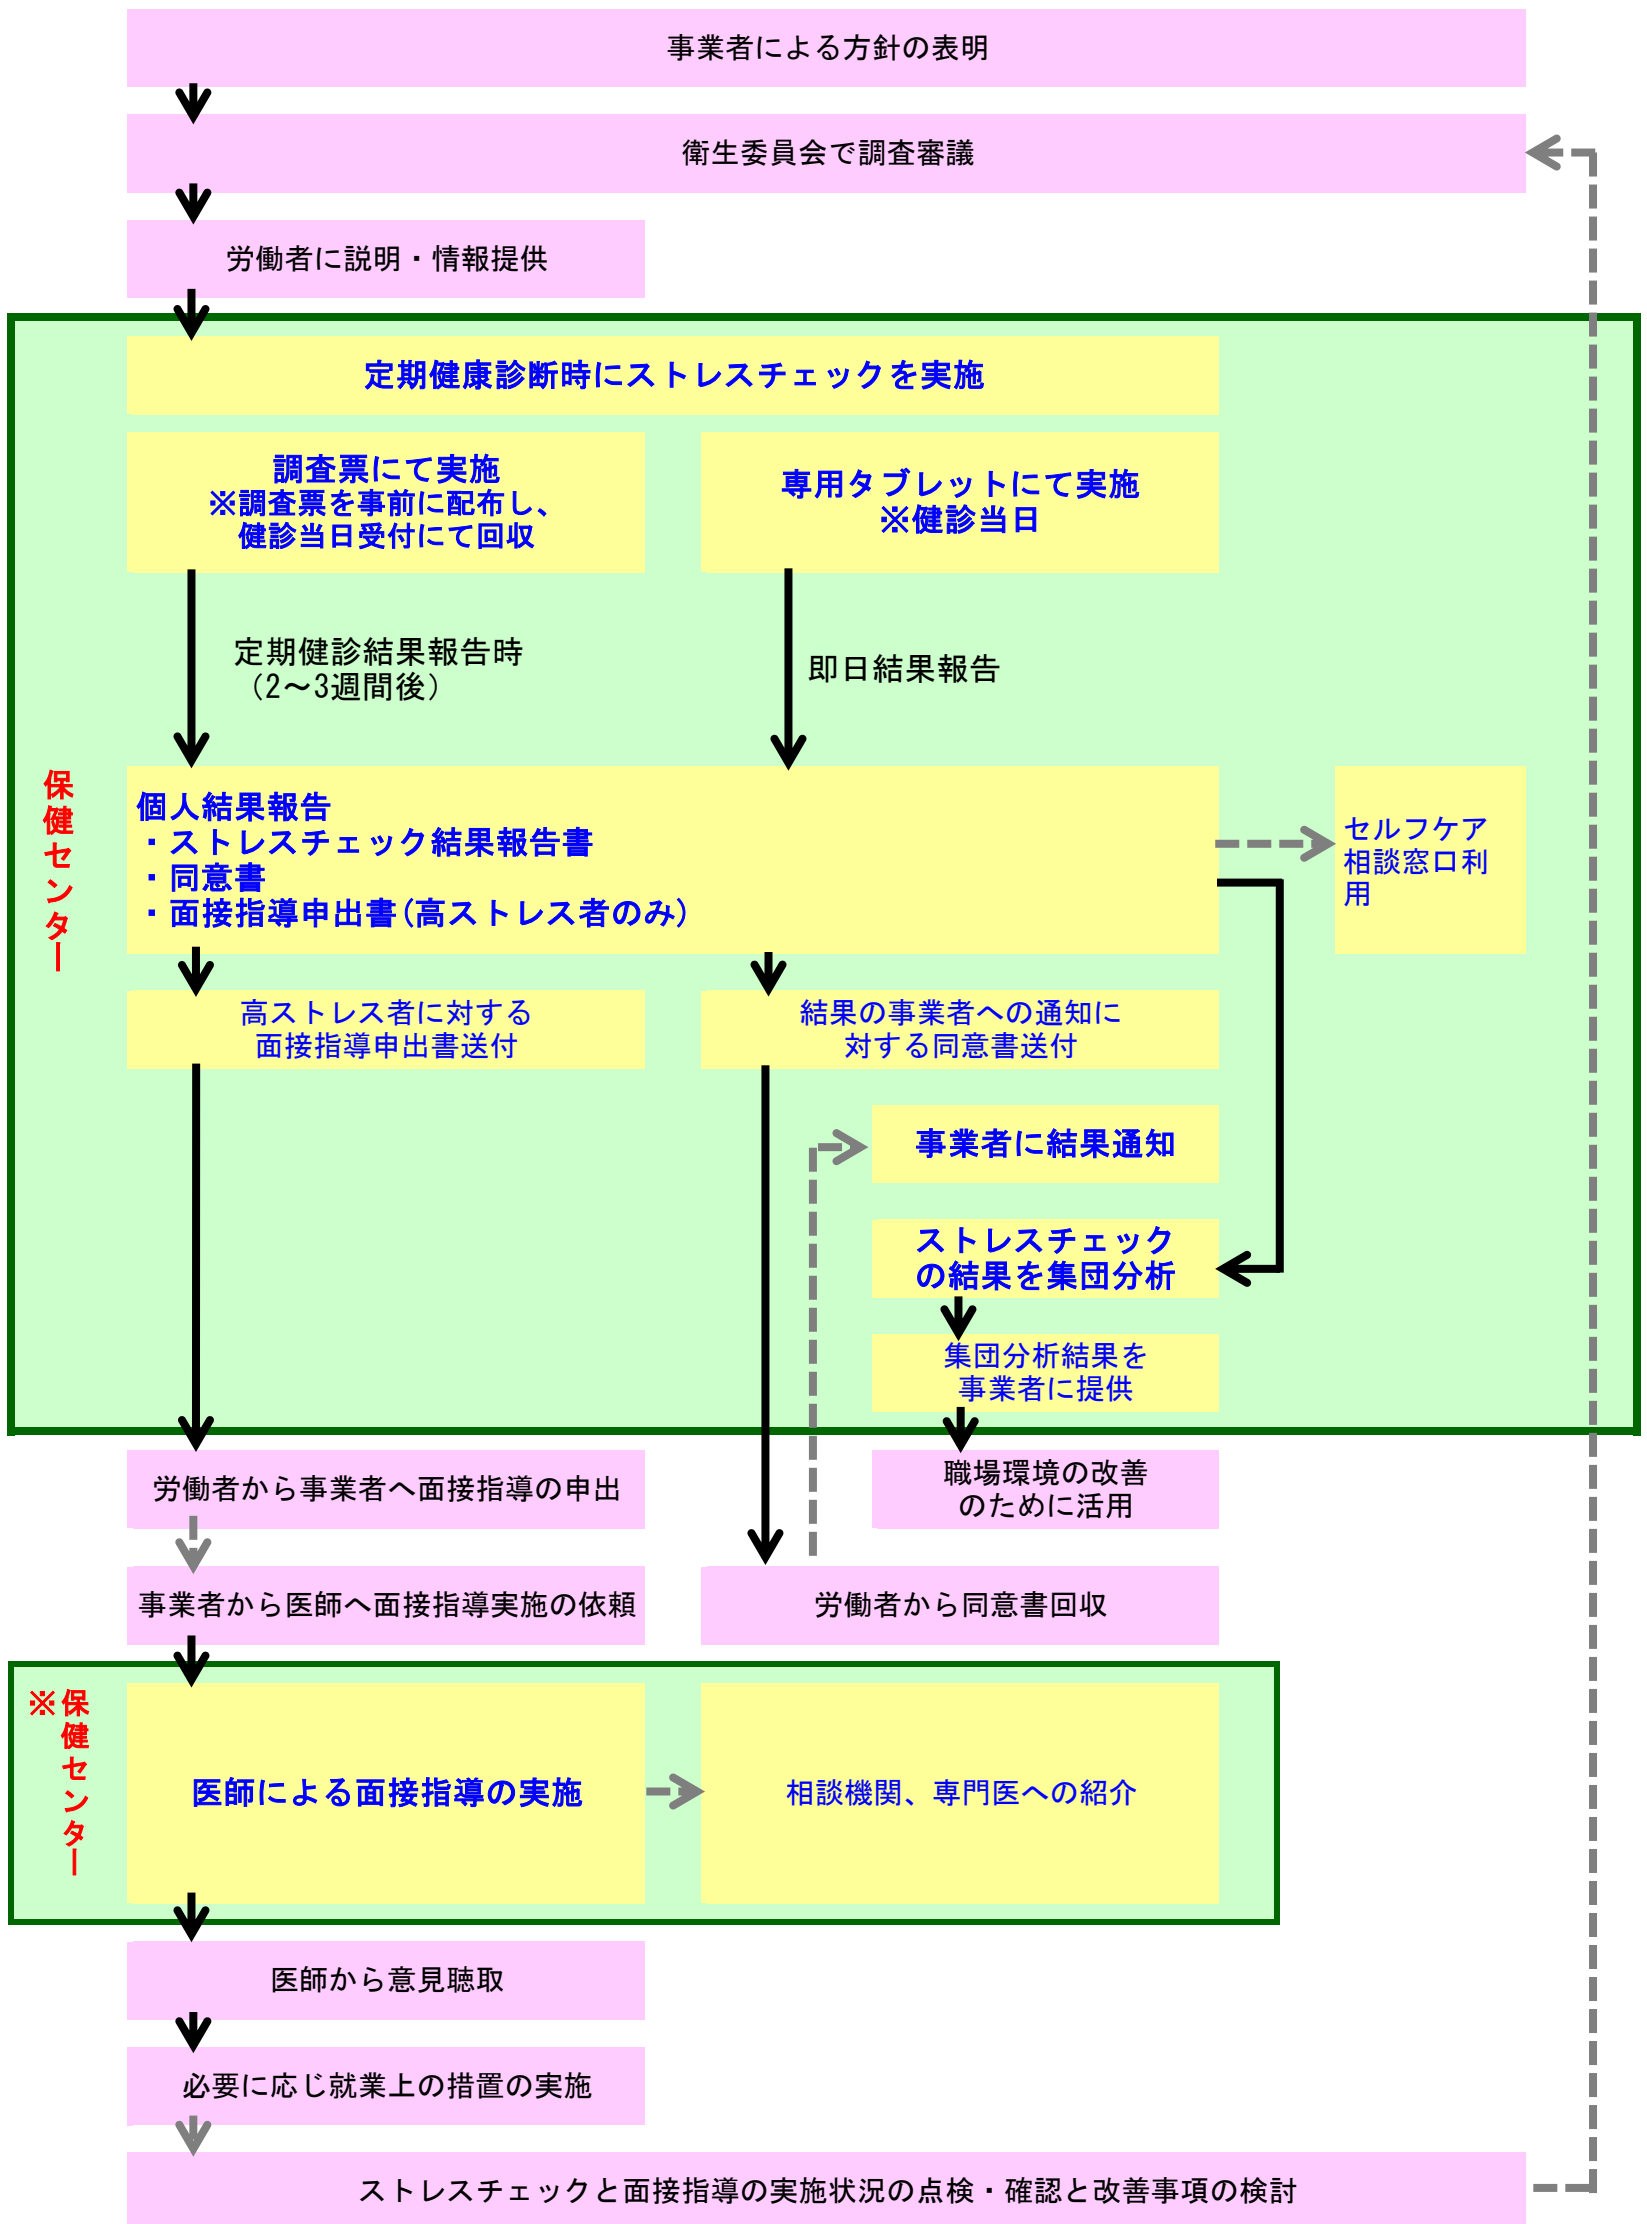 事業者による方針の表明
衛生委員会で調査審議
労働者に説明・情報提供
定期健康診断時にストレスチェックを実施
調査票にて実施
※調査票を事前に配布し、
健診当日受付にて回収
専用タブレットにて実施
※健診当日
定期健診結果報告時
（2～3週間後）
即日結果報告
保健センター
個人結果報告
・ストレスチェック結果報告書
・同意書
・面接指導申出書(高ストレス者のみ)
セルフケア
相談窓口利
用
高ストレス者に対する
面接指導申出書送付
結果の事業者への通知に
対する同意書送付
事業者に結果通知
ストレスチェック
の結果を集団分析
集団分析結果を
事業者に提供
労働者から事業者へ面接指導の申出
職場環境の改善
のために活用
事業者から医師へ面接指導実施の依頼
労働者から同意書回収
※保健センター
医師による面接指導の実施
相談機関、専門医への紹介
医師から意見聴取
必要に応じ就業上の措置の実施
ストレスチェックと面接指導の実施状況の点検・確認と改善事項の検討